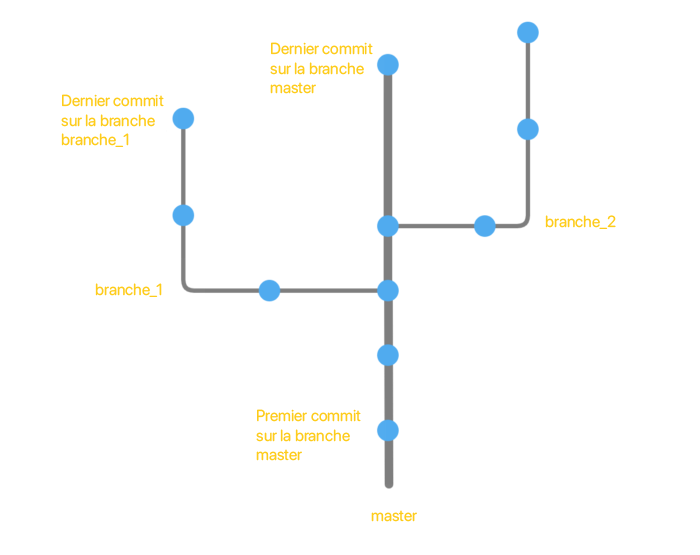 Dernier commit
sur la branche
master
Dernier commit
sur la branche
branche_1
branche_2
branche_1
Premier commit
sur la branche
master
master